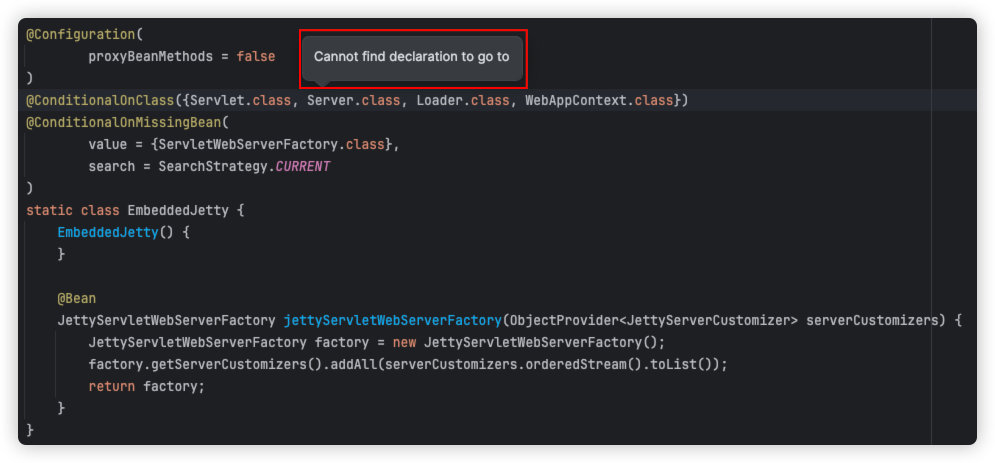 @Configuration(
        proxyBeanMethods = false
Cannot find declaration to go to
)
@ConditionalOnClass({Servlet.class, Server.class, Loader.class, WebAppContext.class})
@ConditionalOnMissingBean(
        value = {ServletWebServerFactory.class},
        search = SearchStrategy.CURRENT
)
static class EmbeddedJetty {
    EmbeddedJetty() {
    }

    @Bean
    JettyServletWebServerFactory jettyServletWebServerFactory(ObjectProvider<JettyServerCustomizer> serverCustomizers) {
        JettyServletWebServerFactory factory = new JettyServletWebServerFactory();
        factory.getServerCustomizers().addAll(serverCustomizers.orderedStream().toList());
        return factory;
    }
}